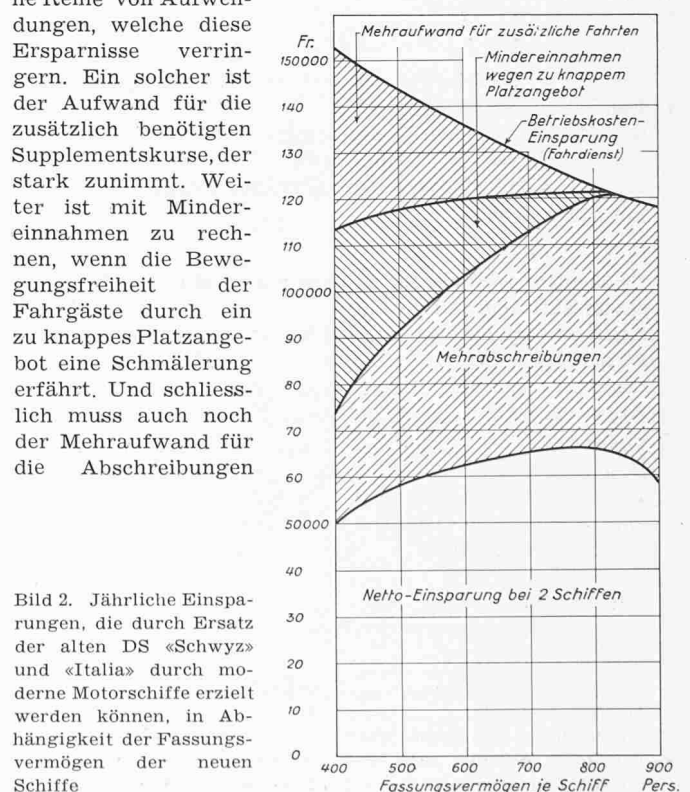 dungen, welche diese
Ersparnisse verrin-
gern. Ein solcher ist
der Aufwand für die
zusätzlich benötigten
Supplementskurse, der
stark zunimmt. Wei-
ter ist mit Minder-
einnahmen zu rech-
nen, wenn die Bewe-
gungsfreiheit der
Fahrgäste durch ein
zu knappes Platzange-
bot eine Schmälerung
erfährt. Und schliess-
lich muss auch noch
der Mehraufwand für
die Abschreibungen
Bild 2. Jährliche Einspa-
rungen, die durch Ersatz
der alten DS «Schwyz»
und «Italia» durch mo-
derne Motorschiffe erzielt
werden können, in Ab-
hängigkeit der Fassungs-
vermögen der neuen
Schiffe
Fr.
150000
140
130
120
110
100000
90
80
70
60
50000
40
30
20
10
0
Mehraufwand für zusätzliche Fahrten
Mindereinnahmen
wegen zu knappem
Platzangebot
Betriebskosten-
Einsparung
(Fahrdienst)
Mehrabschreibungen
Netto-Einsparung bei 2 Schiffen
400 500 600 700 800 900
Fassungsvermögen je Schiff Pers.